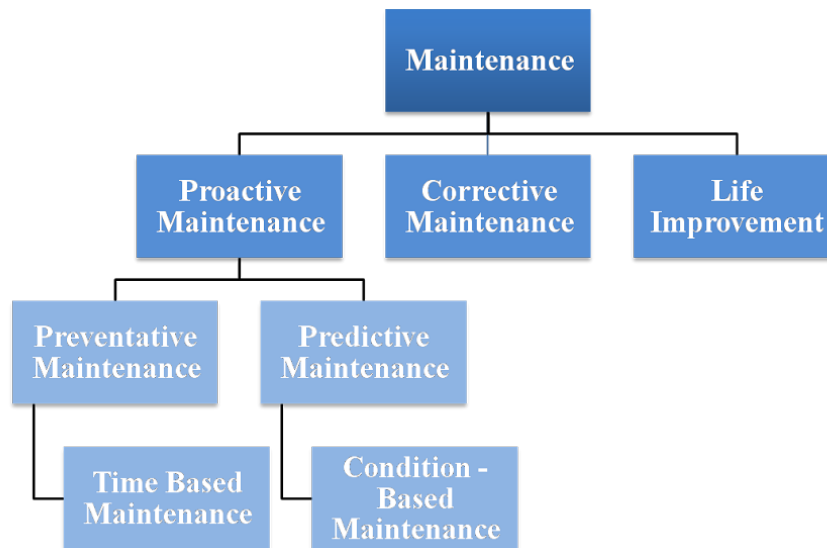 Maintenance
Proactive
Maintenance
Corrective
Maintenance
Life
Improvement
Preventative
Maintenance
Predictive
Maintenance
Time Based
Maintenance
Condition -
Based
Maintenance